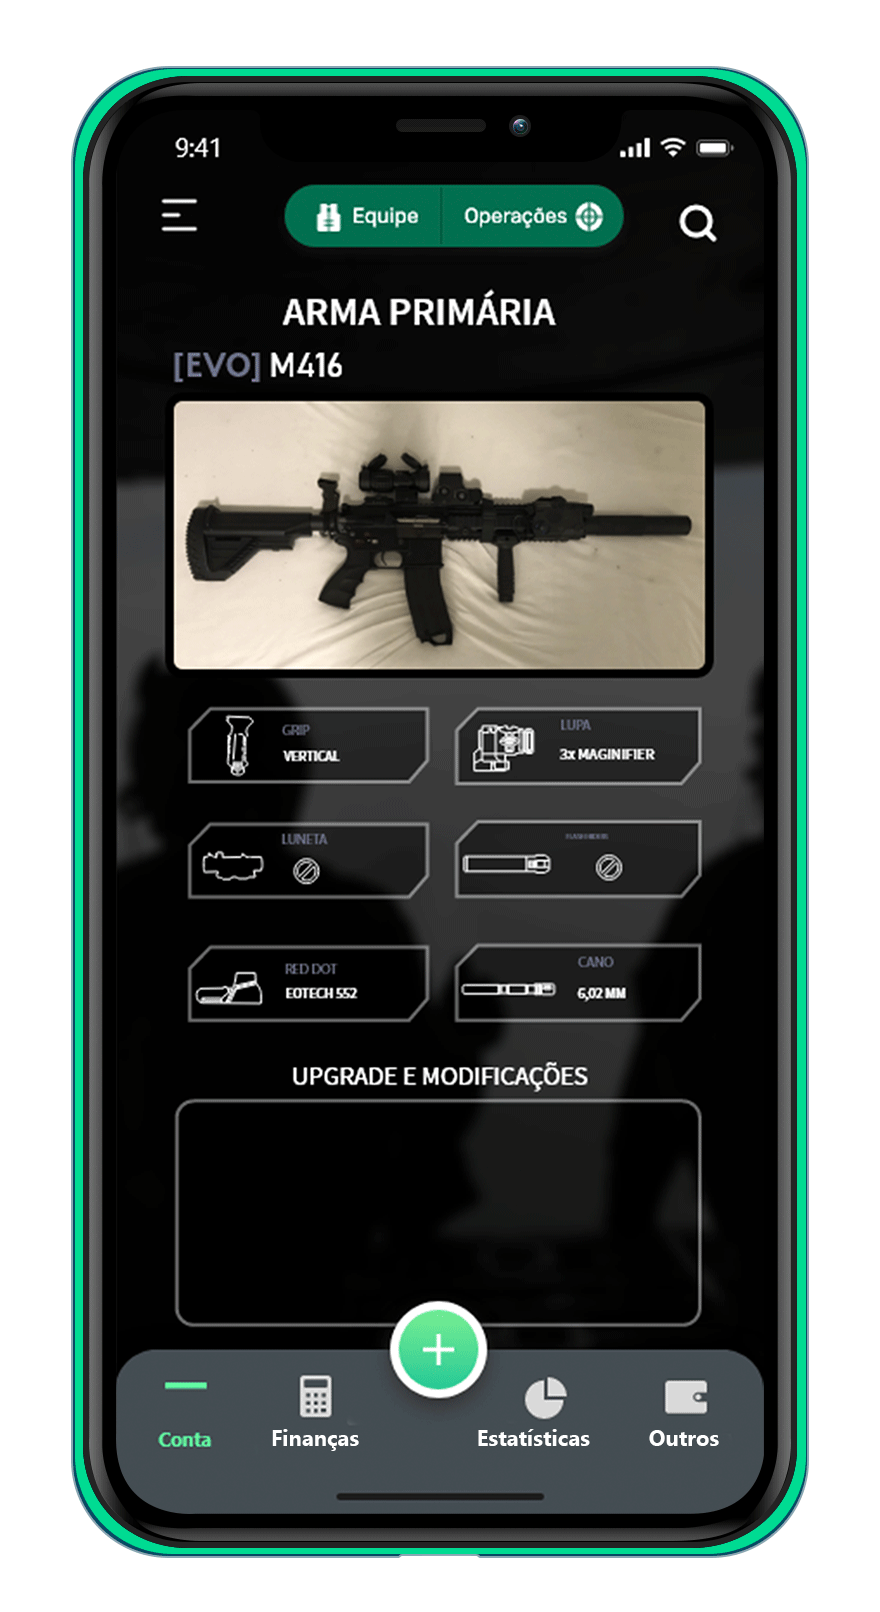 9:41
Equipe Operações
ARMA PRIMÁRIA
[EVO] M416
GRIP
VERTICAL
LUPA
3x MAGINIFIER
LUNETA
RED DOT
EOTECH 552
CANO
6,02 MM
UPGRADE E MODIFICAÇÕES
Conta Finanças Estatísticas Outros